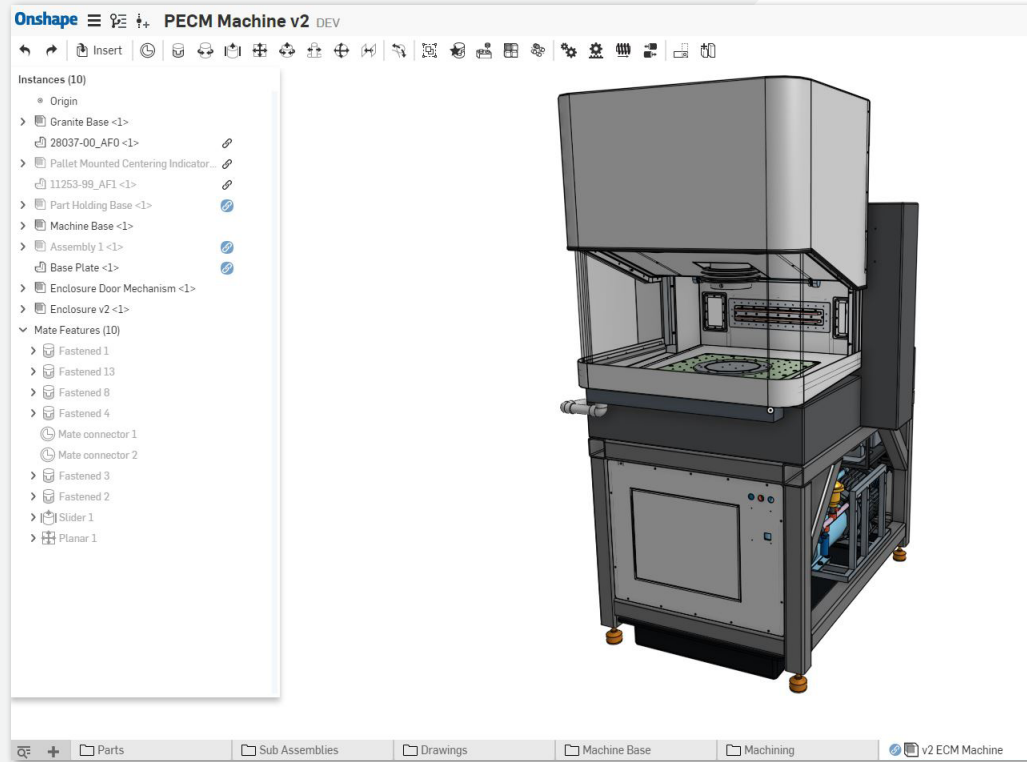 Onshape PECM Machine v2 DEV
Insert
Instances (10)
Origin
Granite Base <1>
28037-00_AF0 <1>
Pallet Mounted Centering Indicator...
11253-99_AF1 <1>
Part Holding Base <1>
Machine Base <1>
Assembly 1 <1>
Base Plate <1>
Enclosure Door Mechanism <1>
Enclosure v2 <1>
Mate Features (10)
Fastened 1
Fastened 13
Fastened 8
Fastened 4
Mate connector 1
Mate connector 2
Fastened 3
Fastened 2
Slider 1
Planar 1
Parts Sub Assemblies Drawings Machine Base Machining v2 ECM Machine